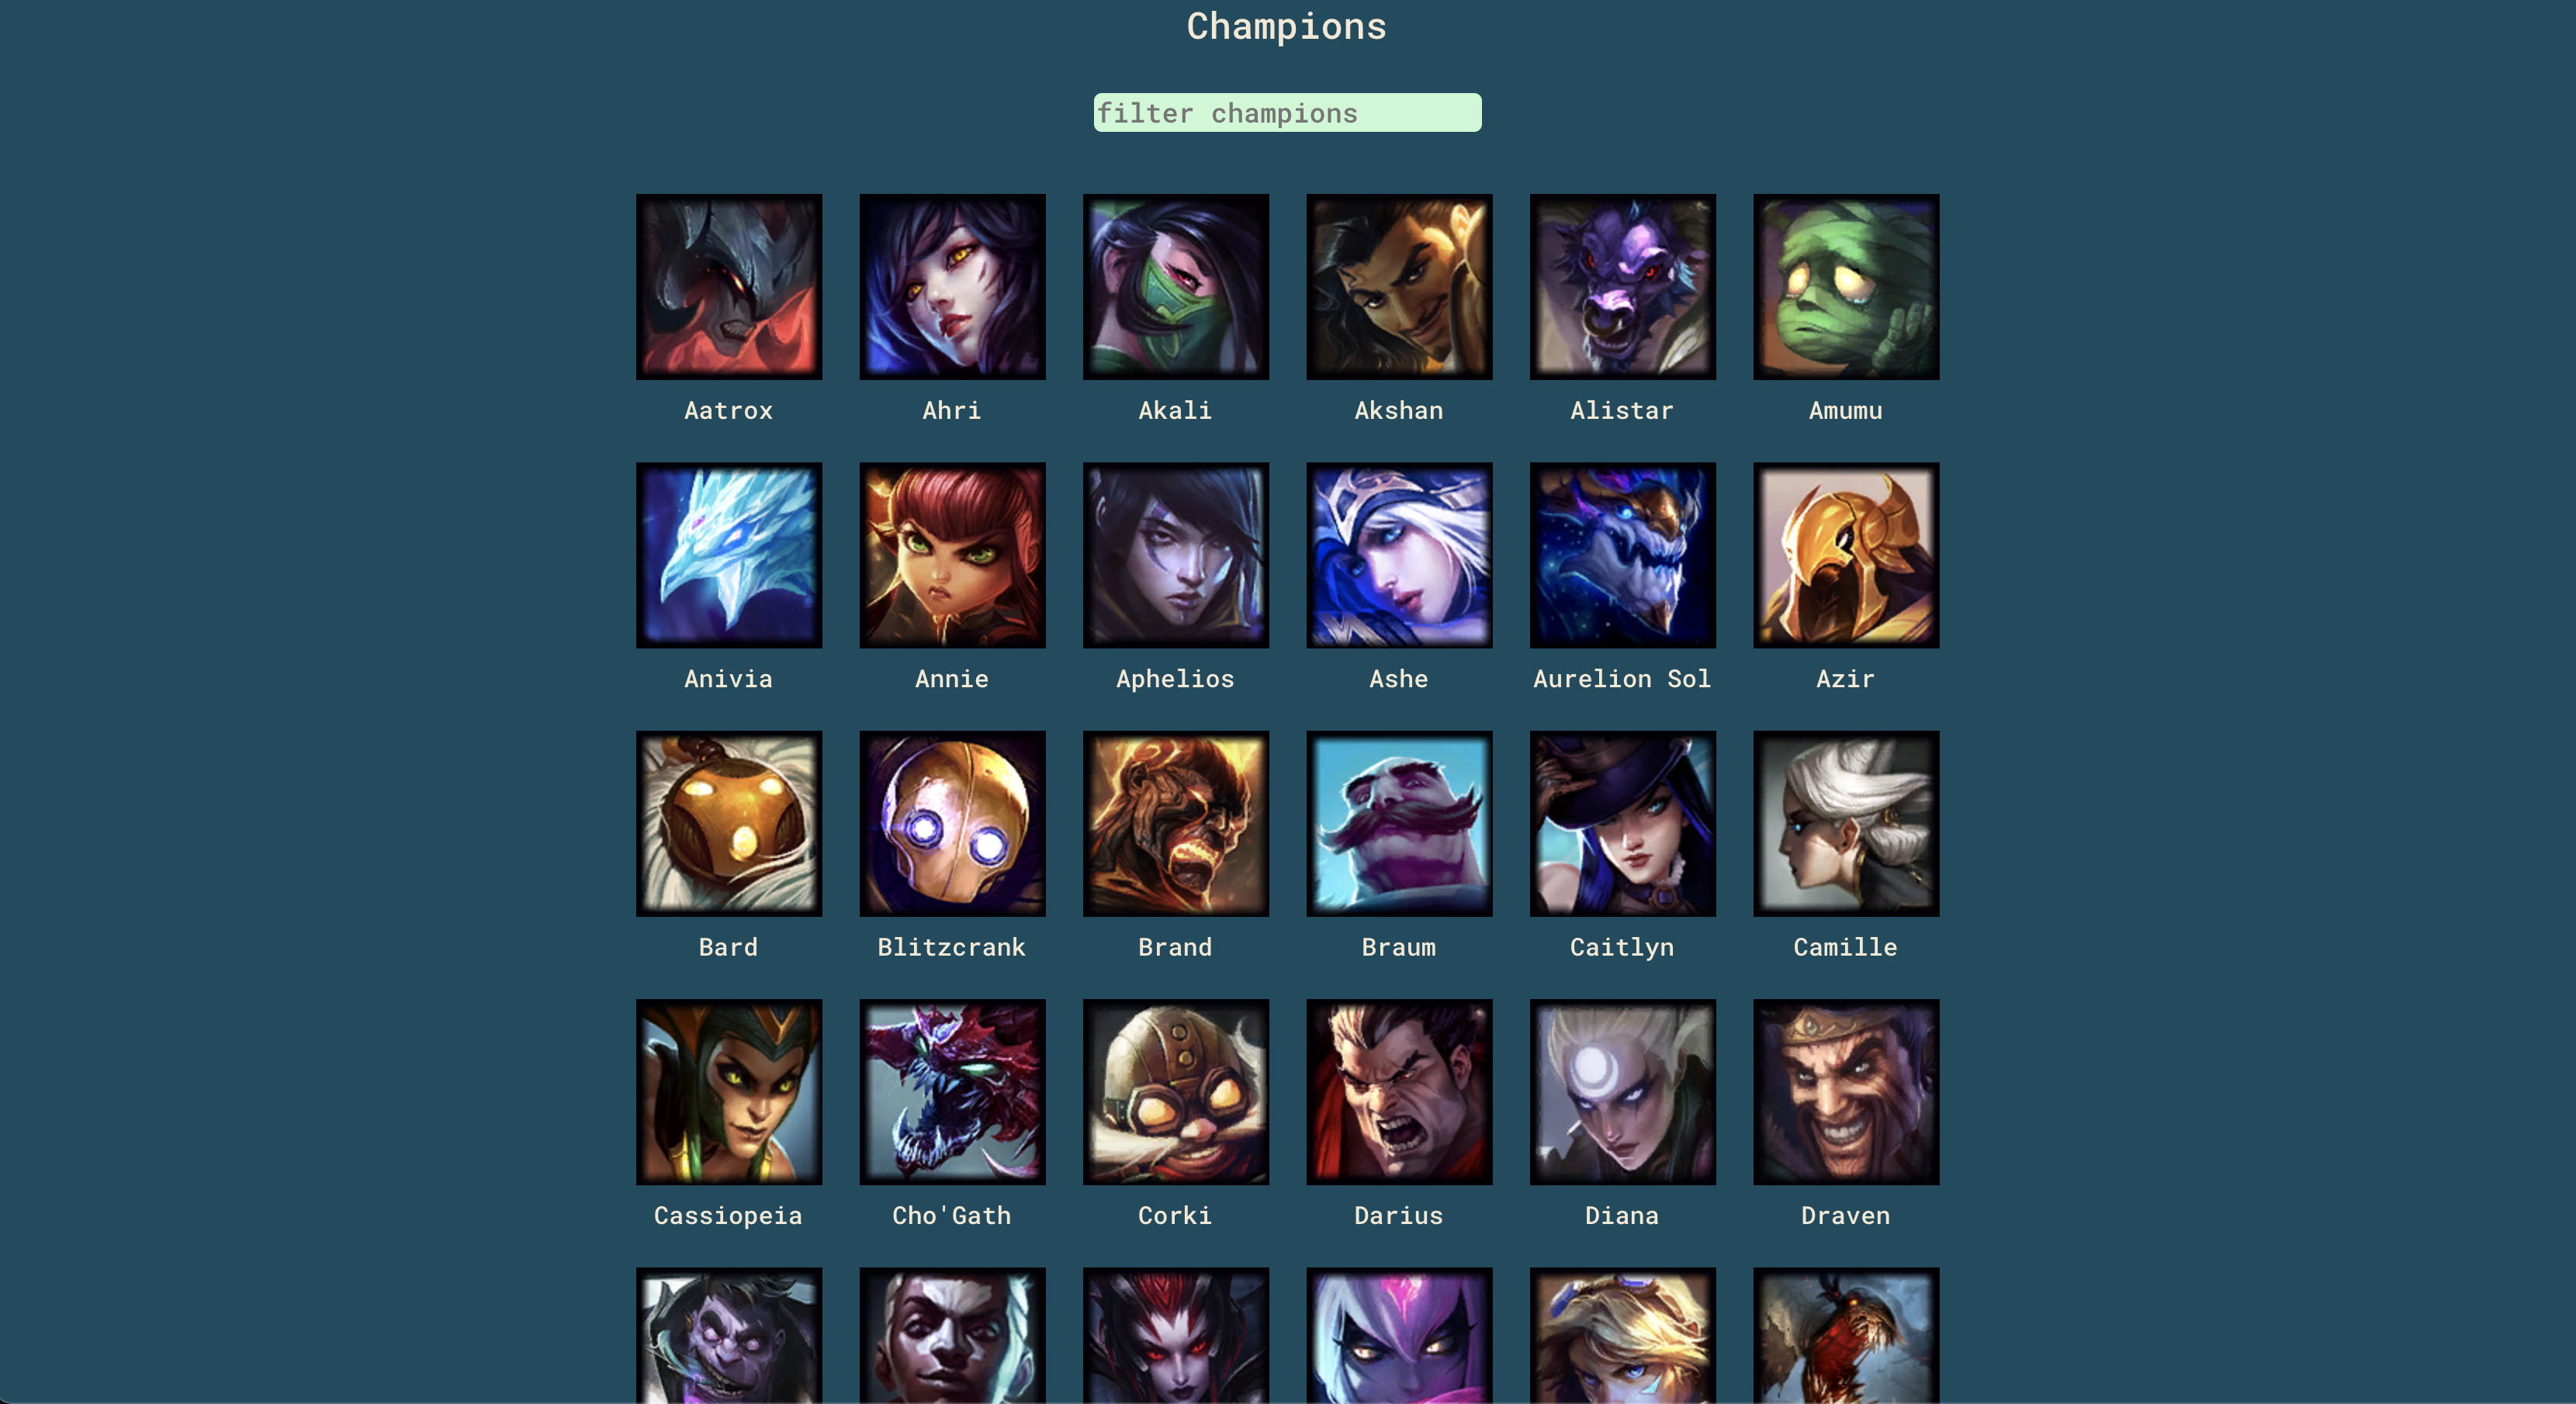 Champions
filter champions
Aatrox Ahri Akali Akshan Alistar Amumu
Anivia Annie Aphelios Ashe Aurelion Sol Azir
Bard Blitzcrank Brand Braum Caitlyn Camille
Cassiopeia Cho'Gath Corki Darius Diana Draven